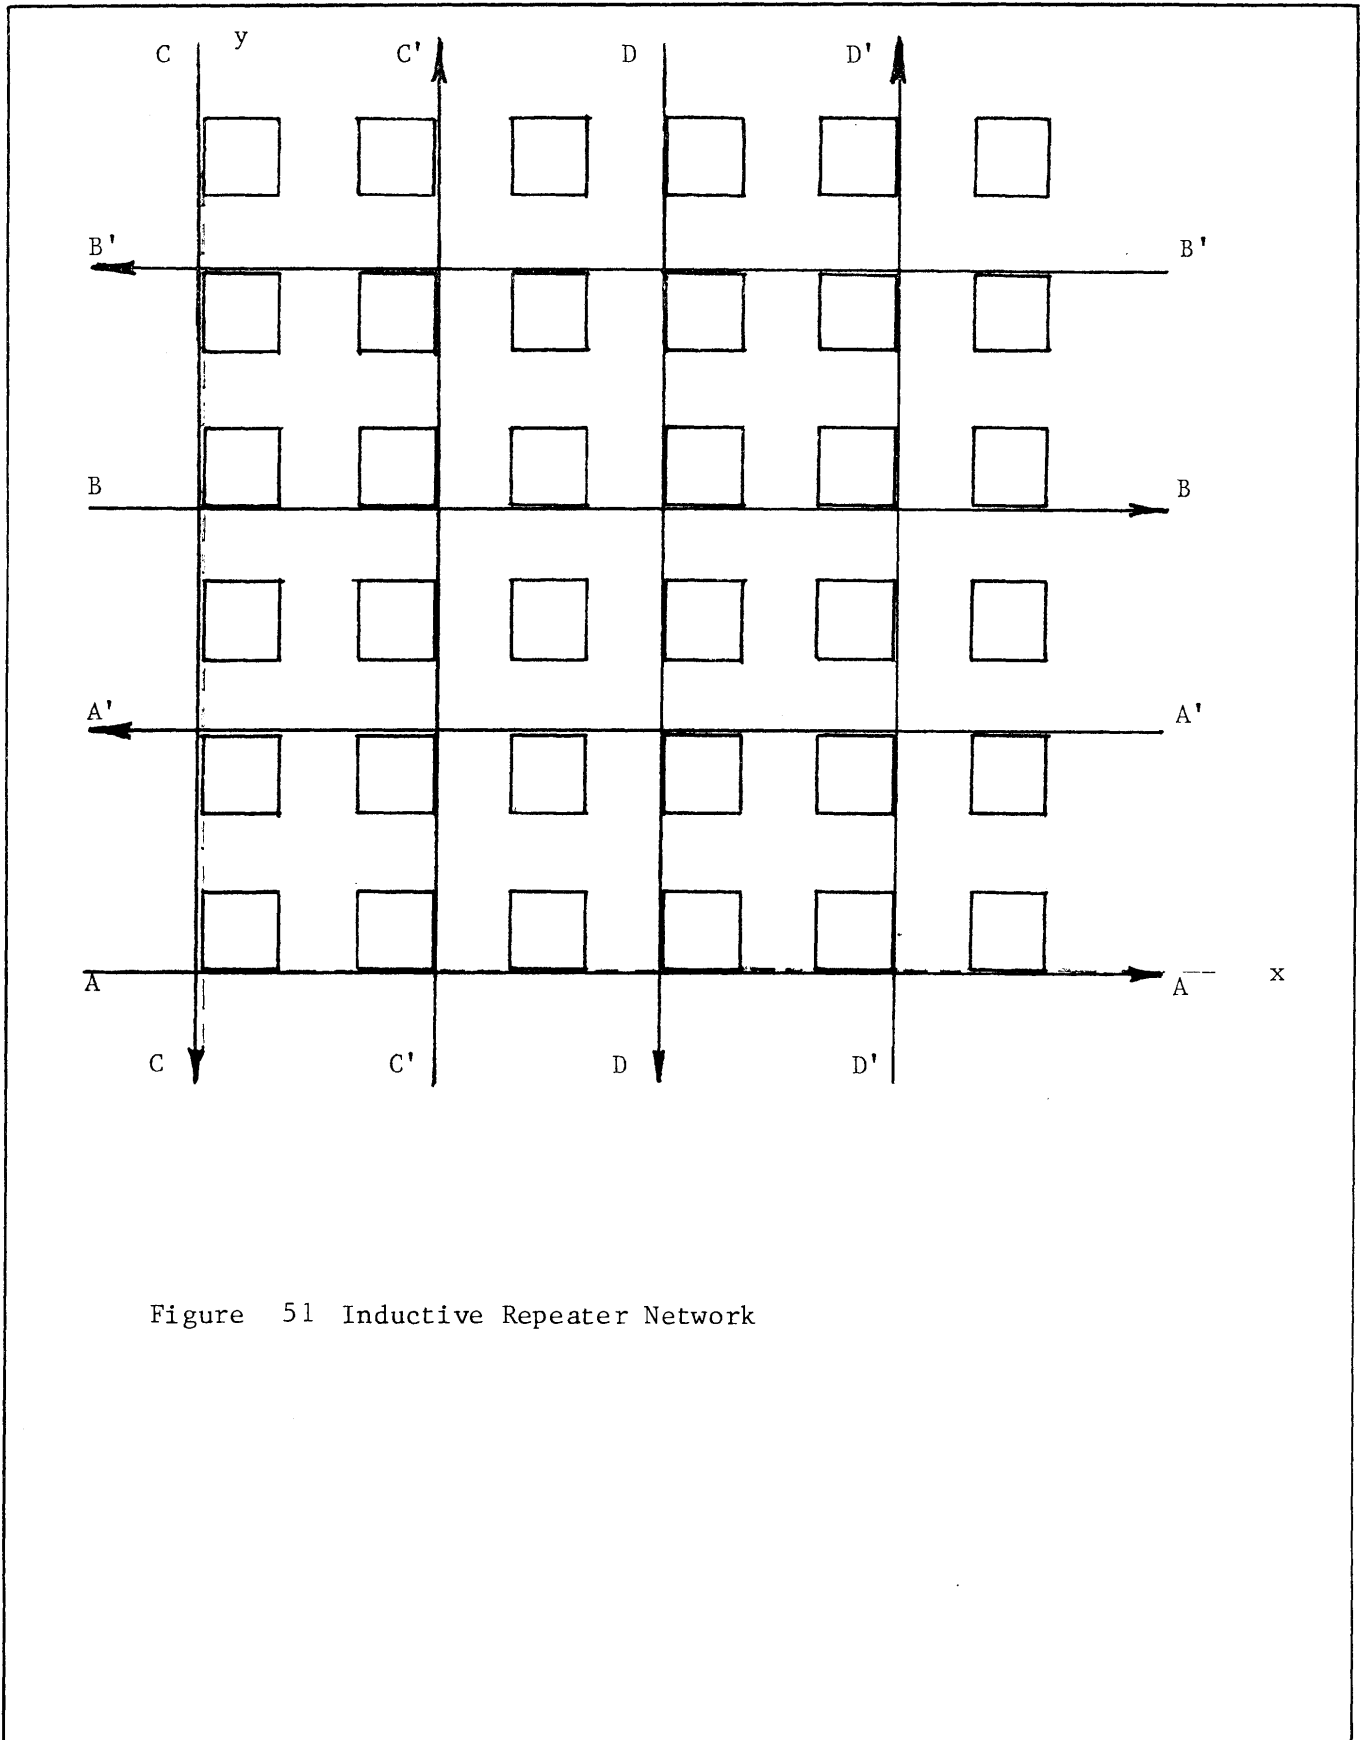 C y C' D D'
B' B'
B B
A' A'
A A x
C C' D D'
Figure 51 Inductive Repeater Network